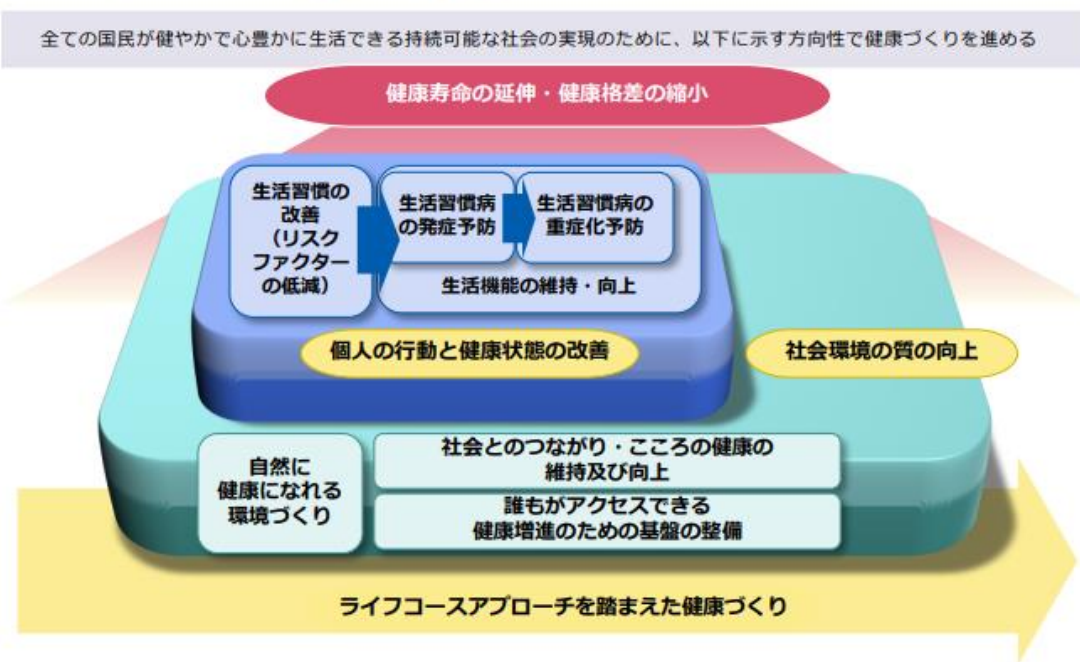 全ての国民が健やかで心豊かに生活できる持続可能な社会の実現のために、以下に示す方向性で健康づくりを進める
健康寿命の延伸・健康格差の縮小
生活習慣の
改善
（リスク
ファクター
の低減）
生活習慣病
の発症予防
生活習慣病の
重症化予防
生活機能の維持・向上
個人の行動と健康状態の改善
社会環境の質の向上
自然に
健康になれる
環境づくり
社会とのつながり・こころの健康の
維持及び向上
誰もがアクセスできる
健康増進のための基盤の整備
ライフコースアプローチを踏まえた健康づくり